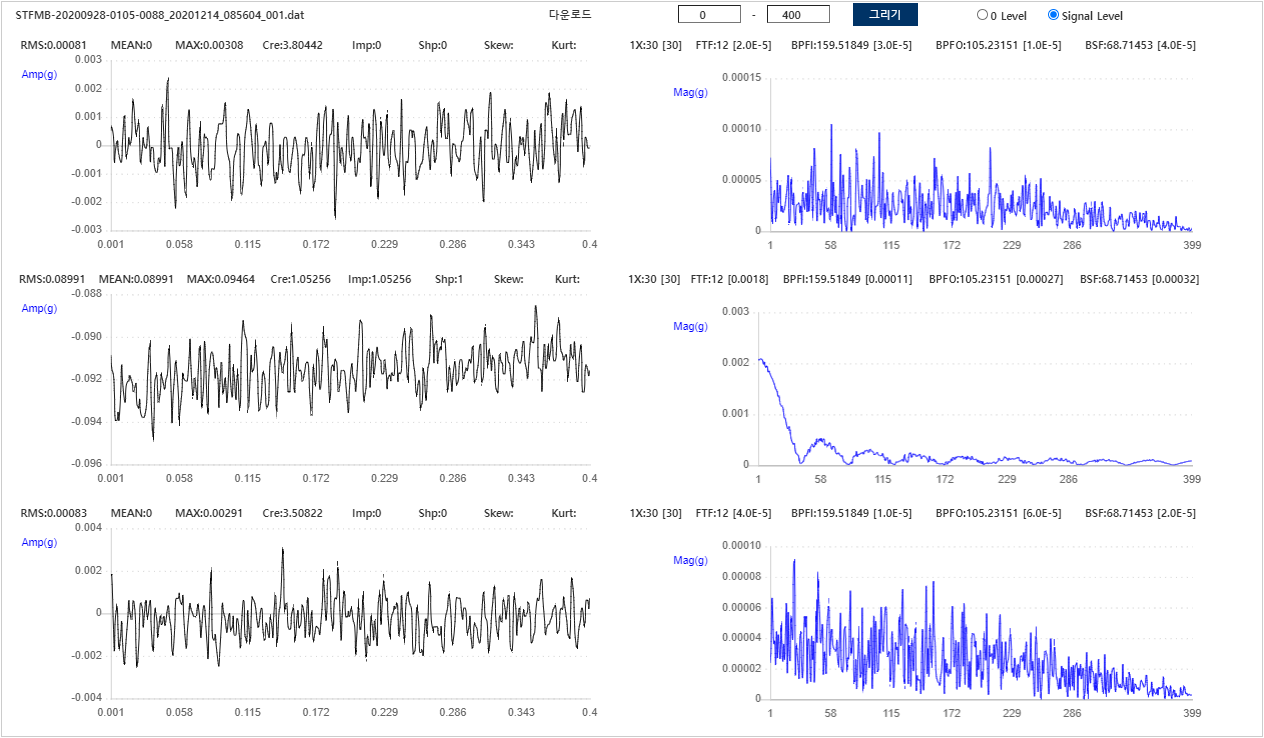 STFMB-20200928-0105-0088_20201214_085604_001.dat 다운로드 0 - 400 그리기 0 Level Signal Level
RMS:0.00081 MEAN:0 MAX:0.00308 Cre:3.80442 Imp:0 Shp:0 Skew: Kurt:
Amp(g)
0.003
0.002
0.001
0
-0.001
-0.002
-0.003
0.001 0.058 0.115 0.172 0.229 0.286 0.343 0.4
1X:30 [30] FTF:12 [2.0E-5] BPFI:159.51849 [3.0E-5] BPFO:105.23151 [1.0E-5] BSF:68.71453 [4.0E-5]
Mag(g)
0.00015
0.00010
0.00005
0
1 58 115 172 229 286 399
RMS:0.08991 MEAN:0.08991 MAX:0.09464 Cre:1.05256 Imp:1.05256 Shp:1 Skew: Kurt:
Amp(g)
-0.088
-0.090
-0.092
-0.094
-0.096
0.001 0.058 0.115 0.172 0.229 0.286 0.343 0.4
1X:30 [30] FTF:12 [0.0018] BPFI:159.51849 [0.00011] BPFO:105.23151 [0.00027] BSF:68.71453 [0.00032]
Mag(g)
0.003
0.002
0.001
0
1 58 115 172 229 286 399
RMS:0.00083 MEAN:0 MAX:0.00291 Cre:3.50822 Imp:0 Shp:0 Skew: Kurt:
Amp(g)
0.004
0.002
0
-0.002
-0.004
0.001 0.058 0.115 0.172 0.229 0.286 0.343 0.4
1X:30 [30] FTF:12 [4.0E-5] BPFI:159.51849 [1.0E-5] BPFO:105.23151 [6.0E-5] BSF:68.71453 [2.0E-5]
Mag(g)
0.00010
0.00008
0.00006
0.00004
0.00002
0
1 58 115 172 229 286 399